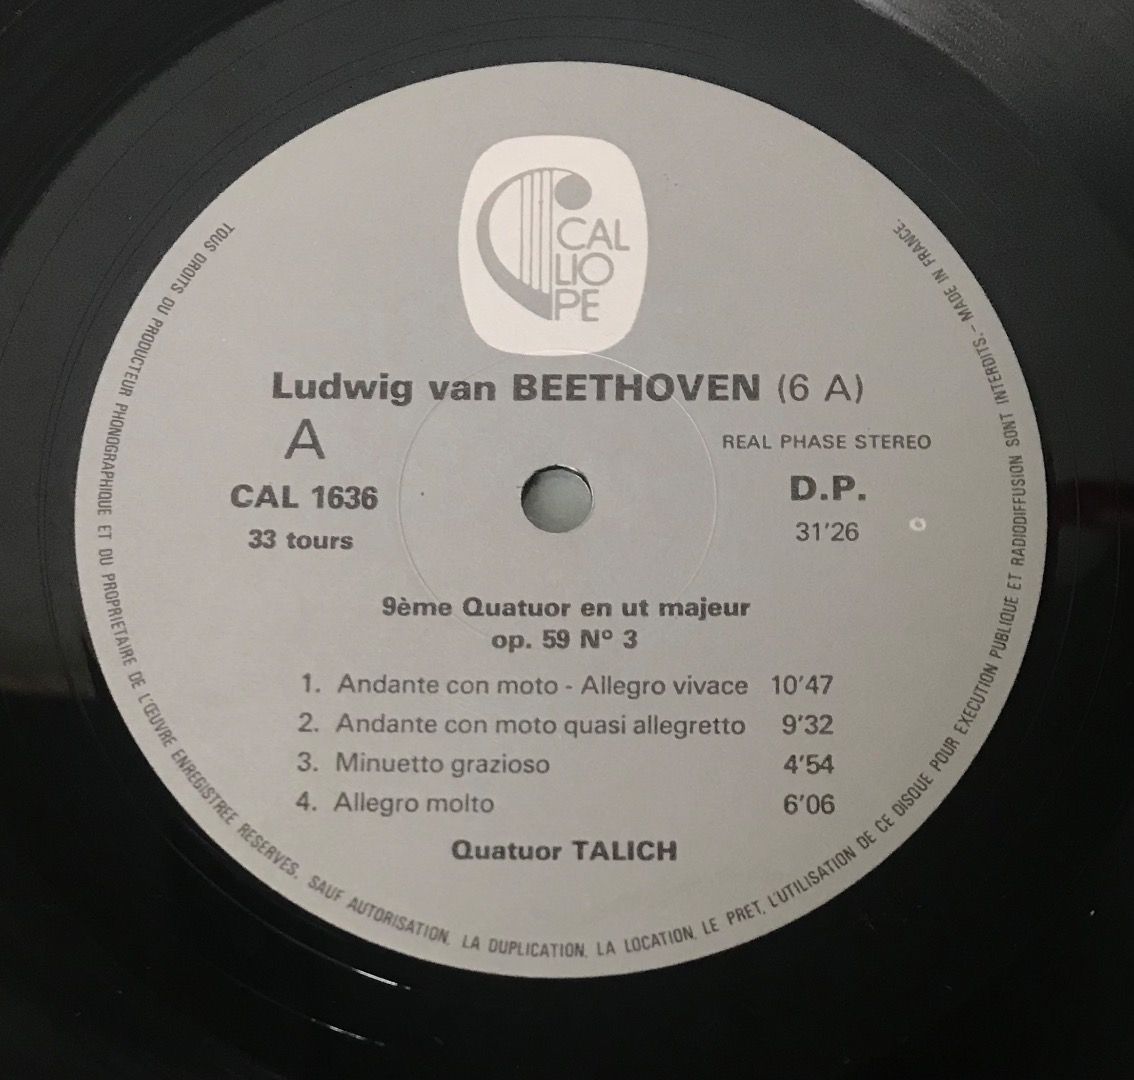 CAL
LIO
PE
Ludwig van BEETHOVEN (6 A)
A
REAL PHASE STEREO
CAL 1636
D.P.
33 tours
31'26
9ème Quatuor en ut majeur
op. 59 N° 3
1. Andante con moto - Allegro vivace 10'47
2. Andante con moto quasi allegretto 9'32
3. Minuetto grazioso 4'54
4. Allegro molto 6'06
Quatuor TALICH
TOUS DROITS DU PRODUCTEUR PHONOGRAPHIQUE ET DU PROPRIETAIRE DE L'ŒUVRE ENREGISTREE RESERVES. SAUF AUTORISATION, LA DUPLICATION, LA LOCATION, LE PRET, L'UTILISATION DE CE DISQUE POUR EXECUTION PUBLIQUE ET RADIODIFFUSION SONT INTERDITS. - MADE IN FRANCE.